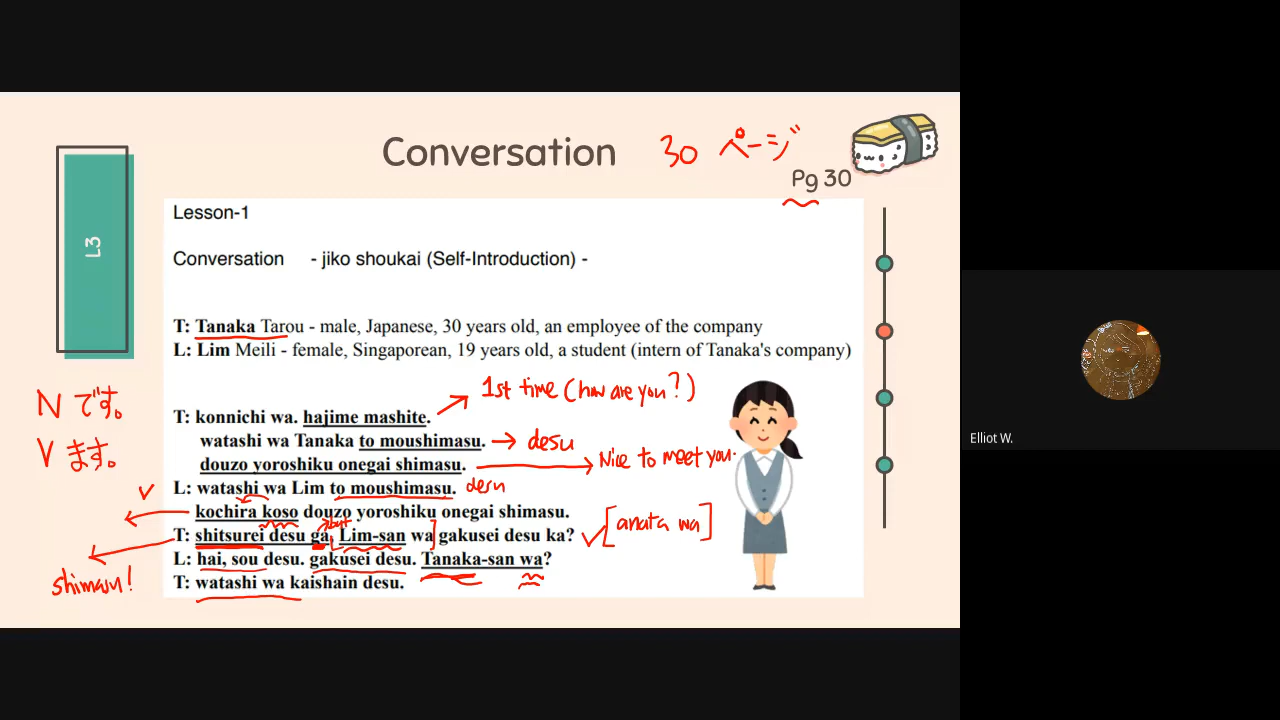 Conversation
30 ページ
Pg 30
L3
Lesson-1
Conversation - jiko shoukai (Self-Introduction) -
T: Tanaka Tarou - male, Japanese, 30 years old, an employee of the company
L: Lim Meili - female, Singaporean, 19 years old, a student (intern of Tanaka's company)
N です。
V ます。
1st time (how are you?)
T: konnichi wa. hajime mashite.
watashi wa Tanaka to moushimasu. → desu
douzo yoroshiku onegai shimasu. → Nice to meet you.
L: watashi wa Lim to moushimasu. desu
kochira koso douzo yoroshiku onegai shimasu.
but
T: shitsurei desu ga, [Lim-san wa] gakusei desu ka? [anata wa]
L: hai, sou desu. gakusei desu. Tanaka-san wa?
shimasu!
T: watashi wa kaishain desu.
Elliot W.